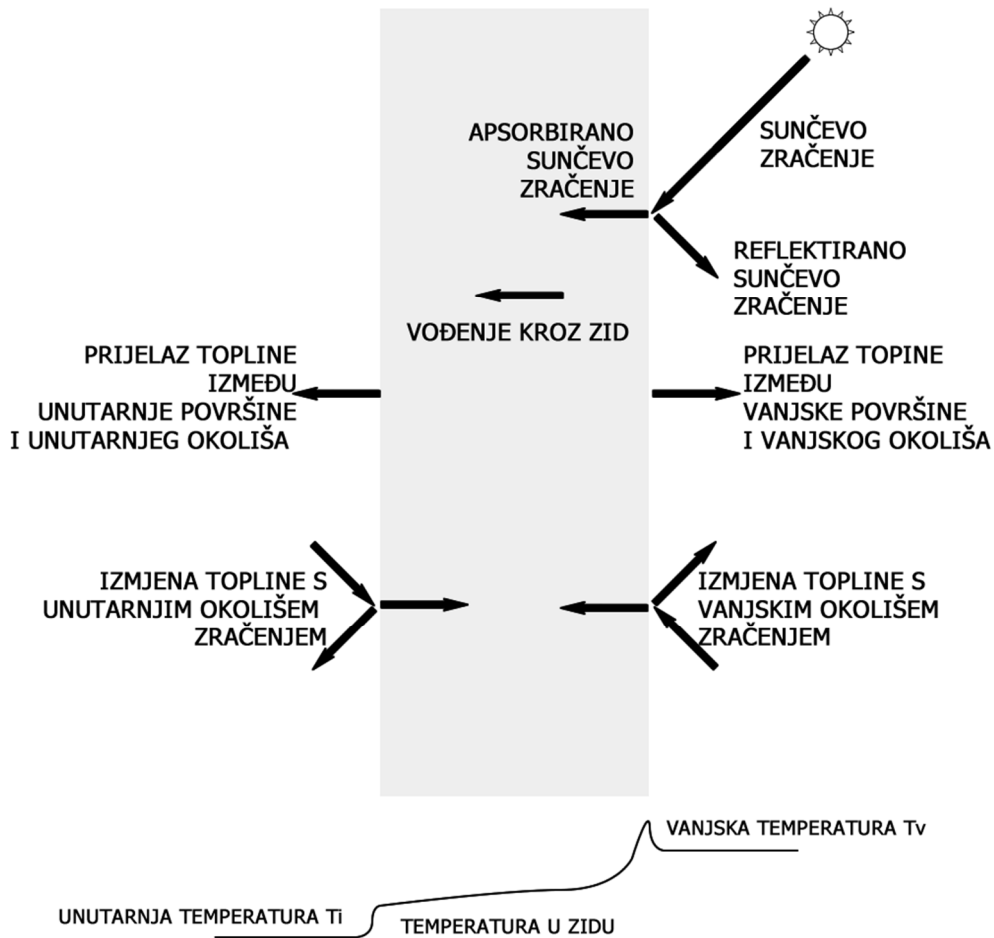 APSORBIRANO
SUNČEVO
ZRAČENJE
SUNČEVO
ZRAČENJE
REFLEKTIRANO
SUNČEVO
ZRAČENJE
VOĐENJE KROZ ZID
PRIJELAZ TOPLINE
IZMEĐU
UNUTARNJE POVRŠINE
I UNUTARNJEG OKOLIŠA
PRIJELAZ TOPINE
IZMEĐU
VANJSKE POVRŠINE
I VANJSKOG OKOLIŠA
IZMJENA TOPLINE S
UNUTARNJIM OKOLIŠEM
ZRAČENJEM
IZMJENA TOPLINE S
VANJSKIM OKOLIŠEM
ZRAČENJEM
VANJSKA TEMPERATURA Tv
UNUTARNJA TEMPERATURA Ti
TEMPERATURA U ZIDU